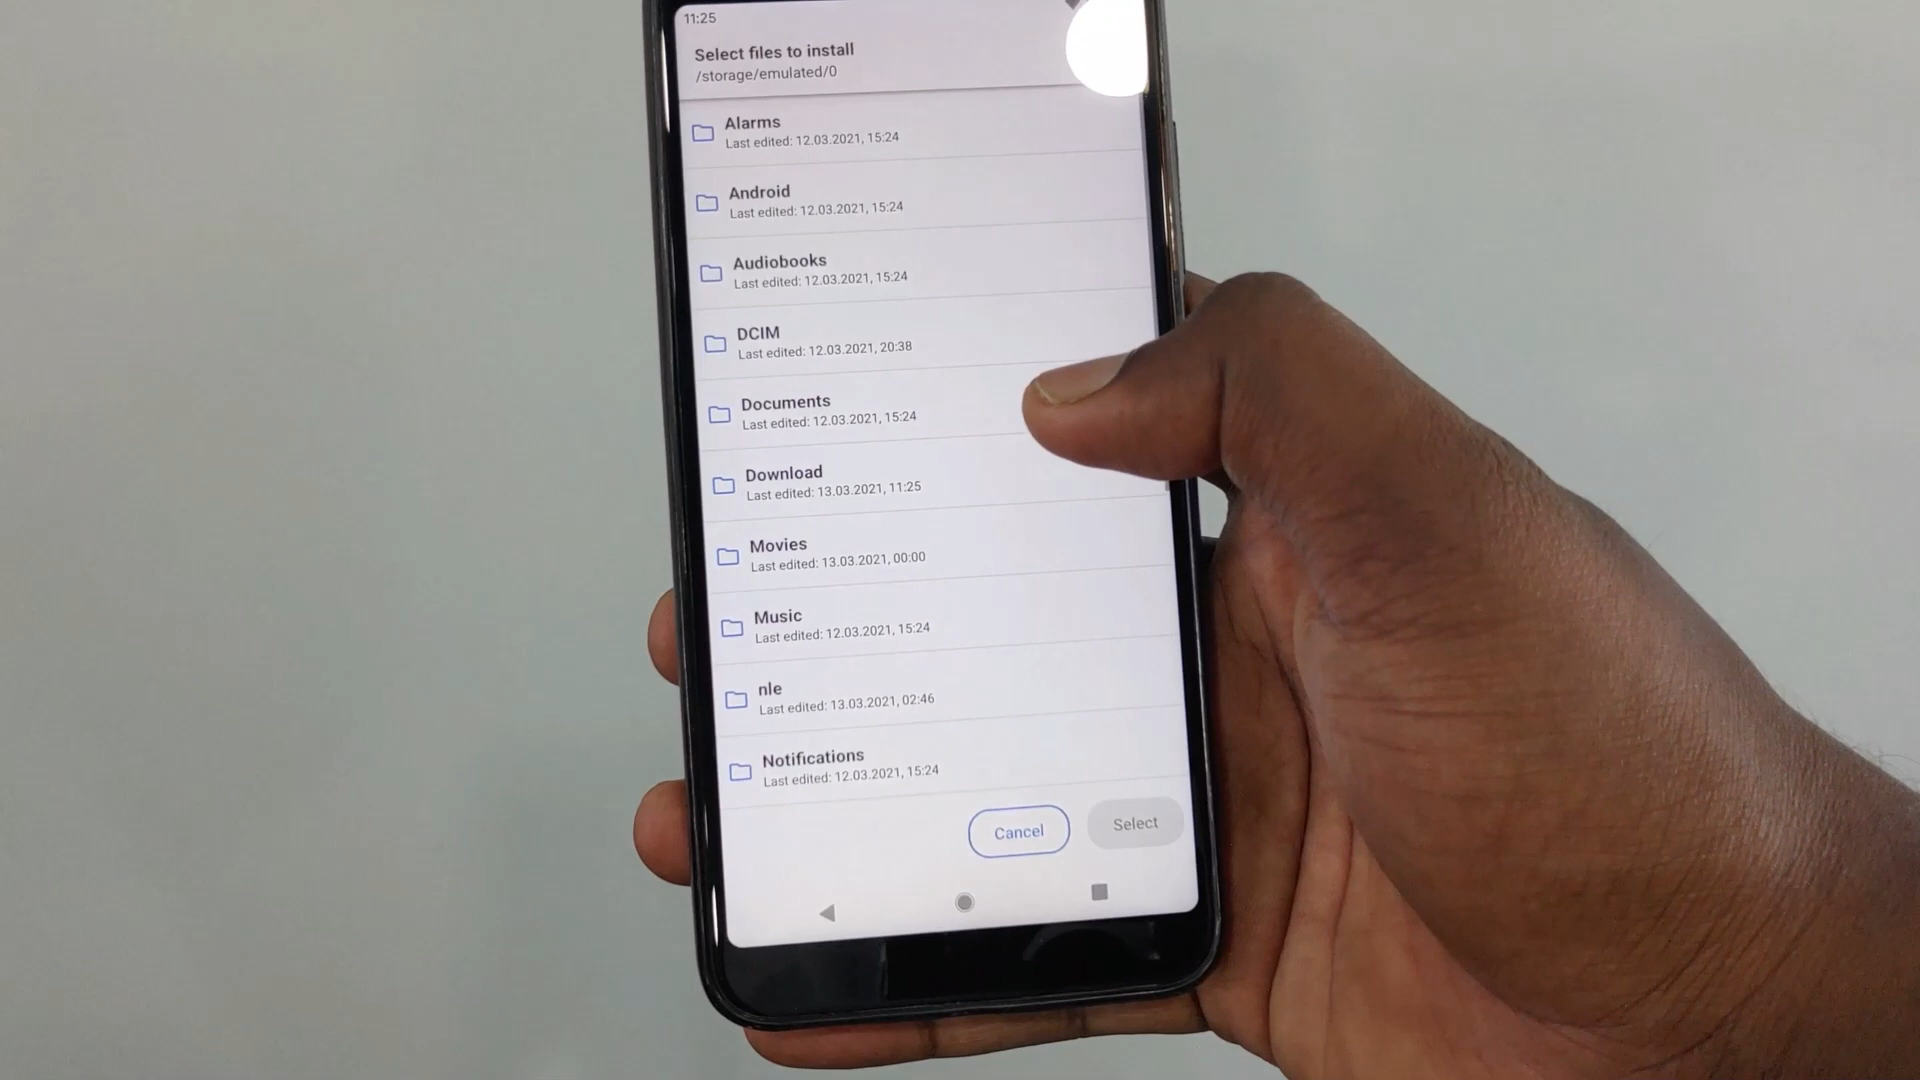 11:25
Select files to install
/storage/emulated/0
Alarms
Last edited: 12.03.2021, 15:24
Android
Last edited: 12.03.2021, 15:24
Audiobooks
Last edited: 12.03.2021, 15:24
DCIM
Last edited: 12.03.2021, 20:38
Documents
Last edited: 12.03.2021, 15:24
Download
Last edited: 13.03.2021, 11:25
Movies
Last edited: 13.03.2021, 00:00
Music
Last edited: 12.03.2021, 15:24
nle
Last edited: 13.03.2021, 02:46
Notifications
Last edited: 12.03.2021, 15:24
Cancel
Select